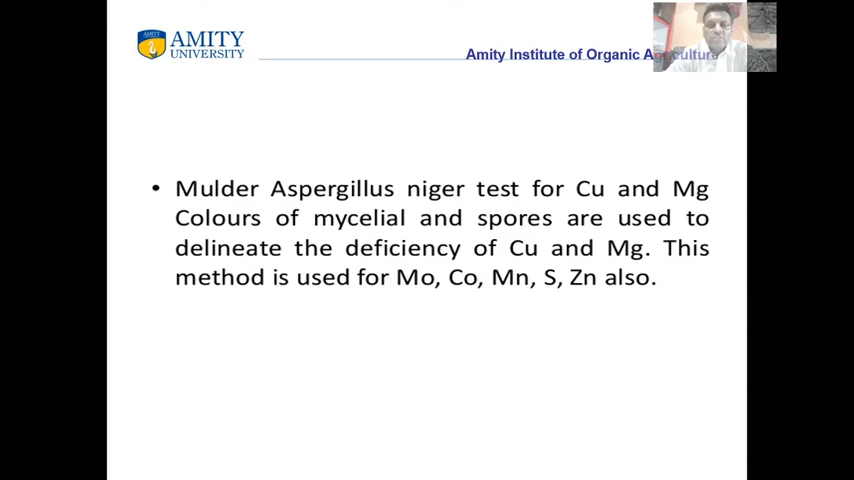 AMITY
UNIVERSITY
Amity Institute of Organic Agriculture
• Mulder Aspergillus niger test for Cu and Mg
Colours of mycelial and spores are used to
delineate the deficiency of Cu and Mg. This
method is used for Mo, Co, Mn, S, Zn also.